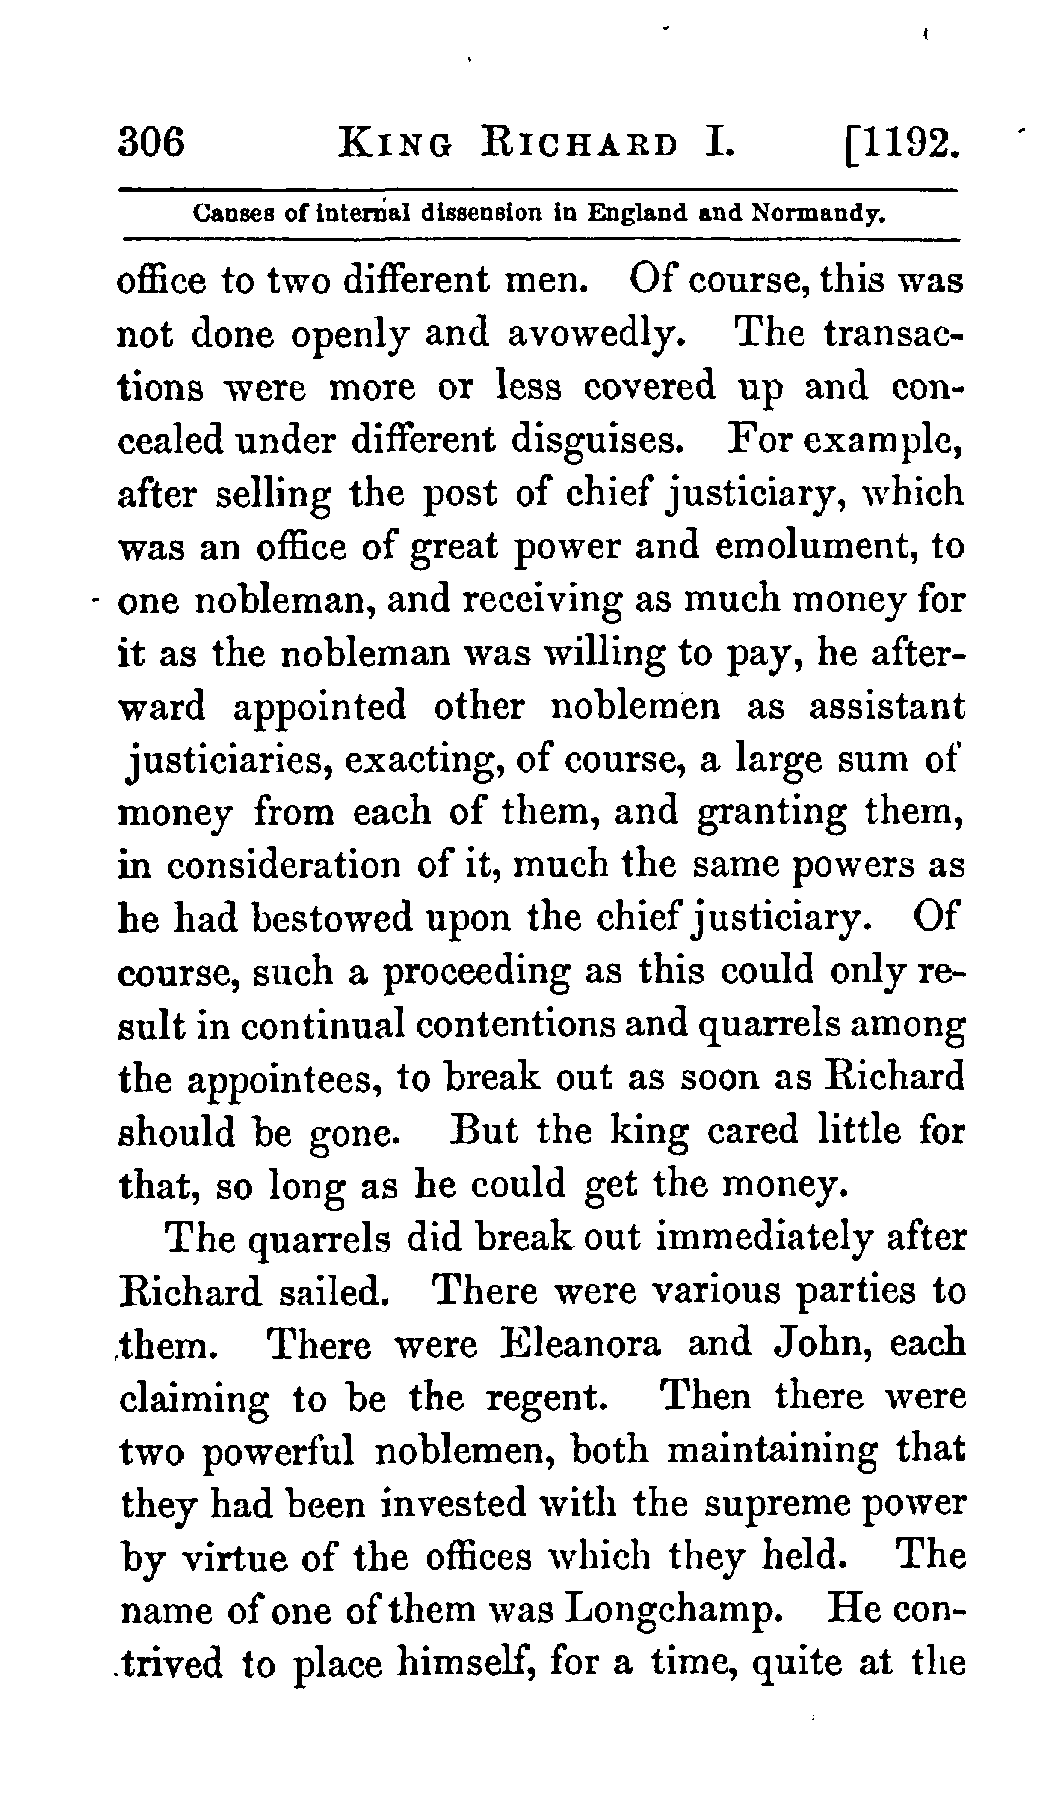 306 KING RICHARD I. [1192.
Causes of internal dissension in England and Normandy.
office to two different men. Of course, this was
not done openly and avowedly. The transac-
tions were more or less covered up and con-
cealed under different disguises. For example,
after selling the post of chief justiciary, which
was an office of great power and emolument, to
one nobleman, and receiving as much money for
it as the nobleman was willing to pay, he after-
ward appointed other noblemen as assistant
justiciaries, exacting, of course, a large sum of
money from each of them, and granting them,
in consideration of it, much the same powers as
he had bestowed upon the chief justiciary. Of
course, such a proceeding as this could only re-
sult in continual contentions and quarrels among
the appointees, to break out as soon as Richard
should be gone. But the king cared little for
that, so long as he could get the money.
The quarrels did break out immediately after
Richard sailed. There were various parties to
them. There were Eleanora and John, each
claiming to be the regent. Then there were
two powerful noblemen, both maintaining that
they had been invested with the supreme power
by virtue of the offices which they held. The
name of one of them was Longchamp. He con-
trived to place himself, for a time, quite at the